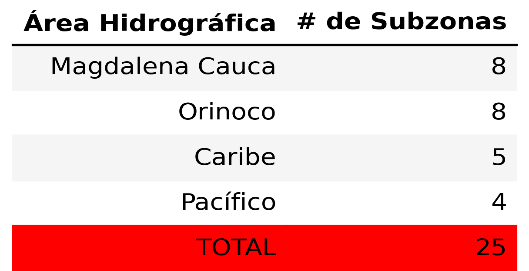 Área Hidrográfica # de Subzonas
Magdalena Cauca 8
Orinoco 8
Caribe 5
Pacífico 4
TOTAL 25